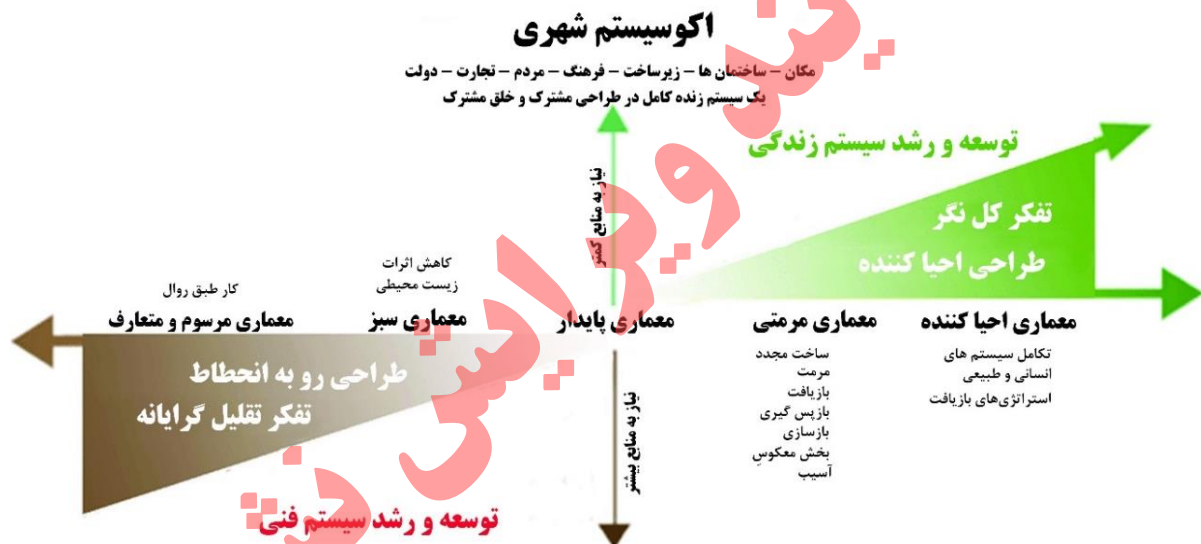 اکوسیستم شهری
مکان – ساختمان ها – زیرساخت – فرهنگ – مردم – تجارت – دولت
یک سیستم زنده کامل در طراحی مشترک و خلق مشترک
توسعه و رشد سیستم زندگی
تفکر کل نگر
طراحی احیا کننده
نیاز به منابع کمتر
کاهش اثرات
زیست محیطی
کار طبق روال
معماری احیا کننده
معماری مرمتی
معماری پایدار
معماری سبز
معماری مرسوم و متعارف
تکامل سیستم های
انسانی و طبیعی
استراتژی‌های بازیافت
ساخت مجدد
مرمت
بازیافت
بازپس گیری
بازسازی
بخش معکوسِ
آسیب
طراحی رو به انحطاط
تفکر تقلیل گرایانه
نیاز به منابع بیشتر
توسعه و رشد سیستم فنی